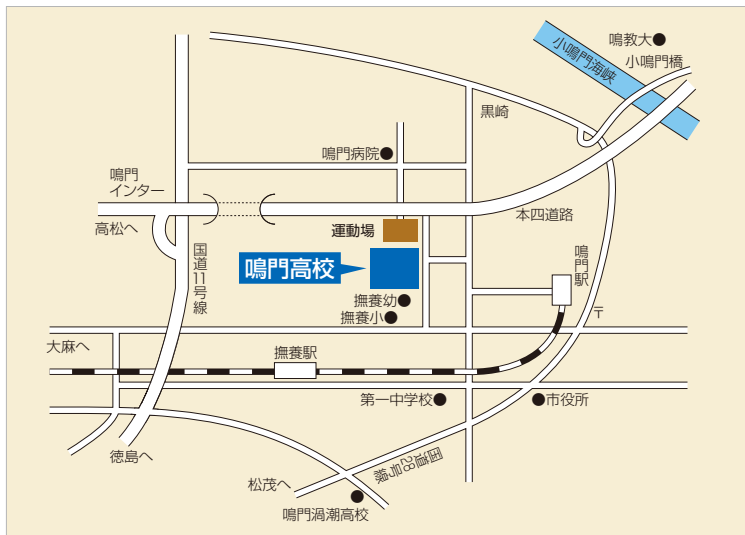 鳴教大
小鳴門橋
小鳴門海峡
黒崎
鳴門病院
鳴門
インター
高松へ
本四道路
運動場
鳴門高校
国道11号線
鳴門駅
撫養幼
撫養小
〒
大麻へ
撫養駅
第一中学校
市役所
徳島へ
国道28号線
松茂へ
鳴門渦潮高校